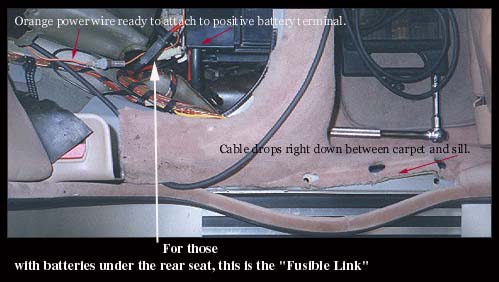 Orange power wire ready to attach to positive battery terminal.
Cable drops right down between carpet and sill.
For those
with batteries under the rear seat, this is the "Fusible Link"